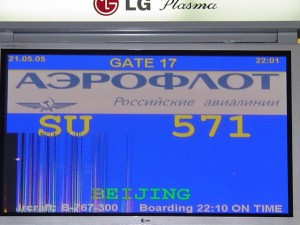 LG Plasma
21.05.05 GATE 17 22:01
АЭРОФЛОТ
Российские авиалинии
SU 571
BEIJING
Aircraft: B-767-300 Boarding 22:10 ON TIME